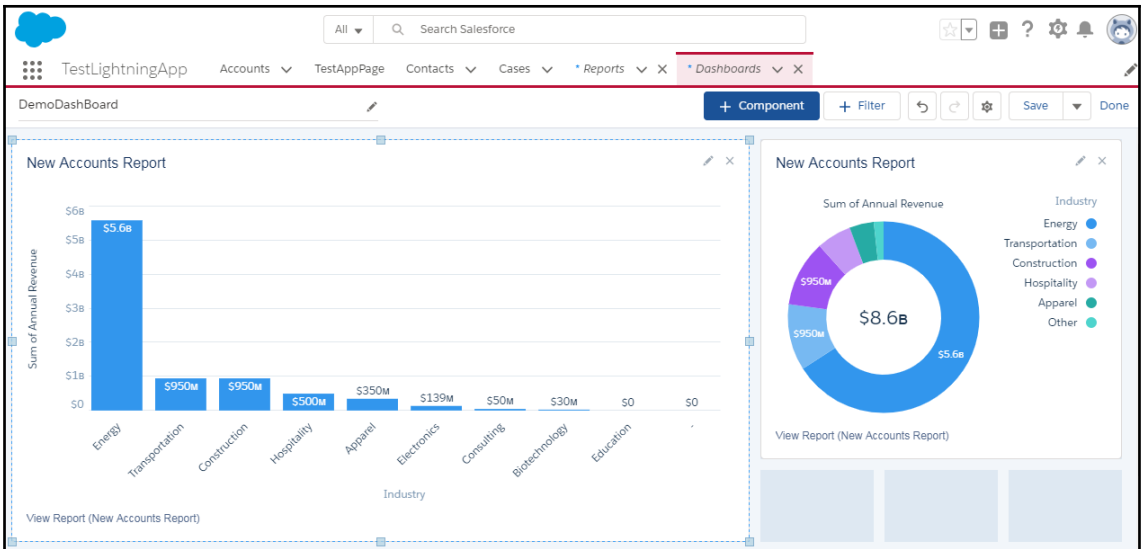 All
Search Salesforce
TestLightningApp
Accounts
TestAppPage
Contacts
Cases
* Reports
* Dashboards
DemoDashBoard
+ Component
+ Filter
Save
Done
New Accounts Report
$6B
$5B
$4B
$3B
$2B
$1B
$0
Sum of Annual Revenue
$5.6B
$950M
$950M
$500M
$350M
$139M
$50M
$30M
$0
$0
Energy
Transportation
Construction
Hospitality
Apparel
Electronics
Consulting
Biotechnology
Education
-
Industry
View Report (New Accounts Report)
New Accounts Report
Sum of Annual Revenue
Industry
Energy
Transportation
Construction
Hospitality
Apparel
Other
$950M
$950M
$8.6B
$5.6B
View Report (New Accounts Report)